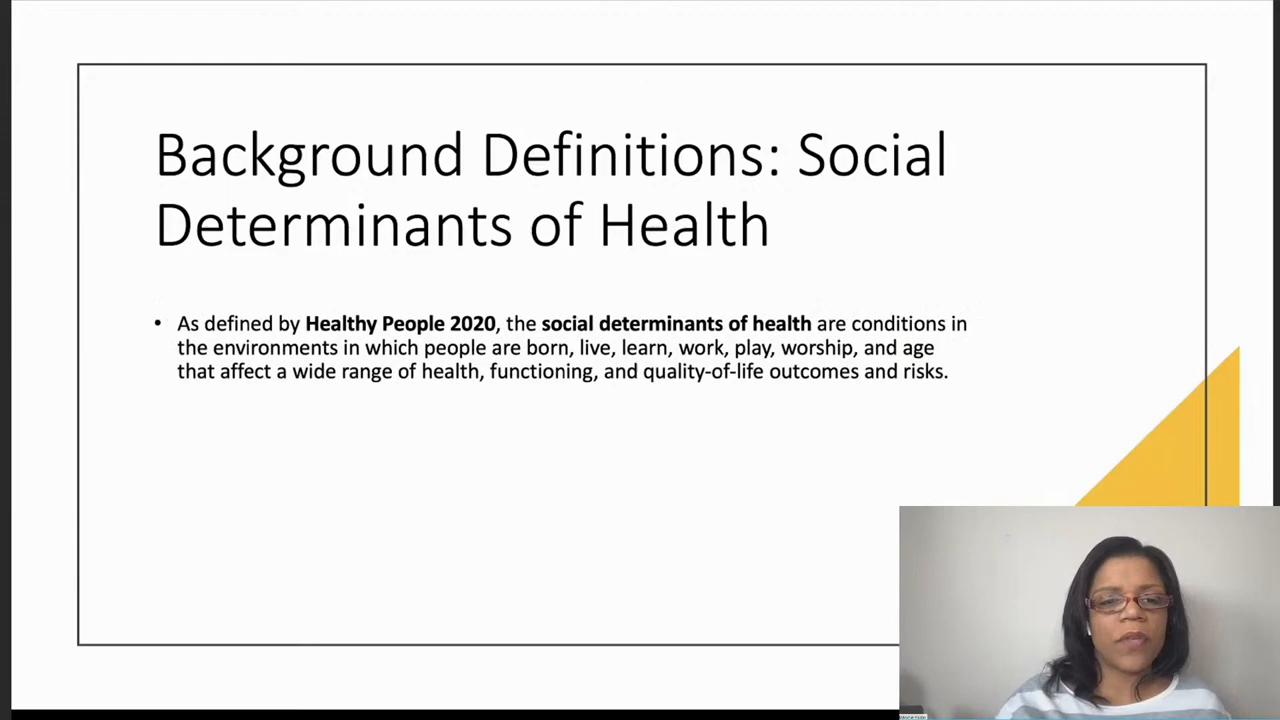 Background Definitions: Social
Determinants of Health
• As defined by Healthy People 2020, the social determinants of health are conditions in
the environments in which people are born, live, learn, work, play, worship, and age
that affect a wide range of health, functioning, and quality-of-life outcomes and risks.